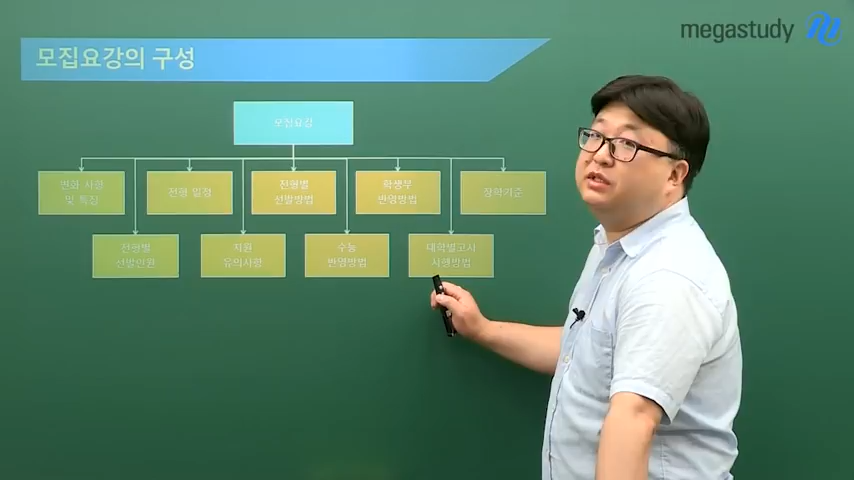 megastudy
모집요강의 구성
모집요강
변화 사항
및 특징
전형 일정
전형별
선발방법
학생부
반영방법
장학기준
전형별
선발인원
지원
유의사항
수능
반영방법
대학별고사
시행방법